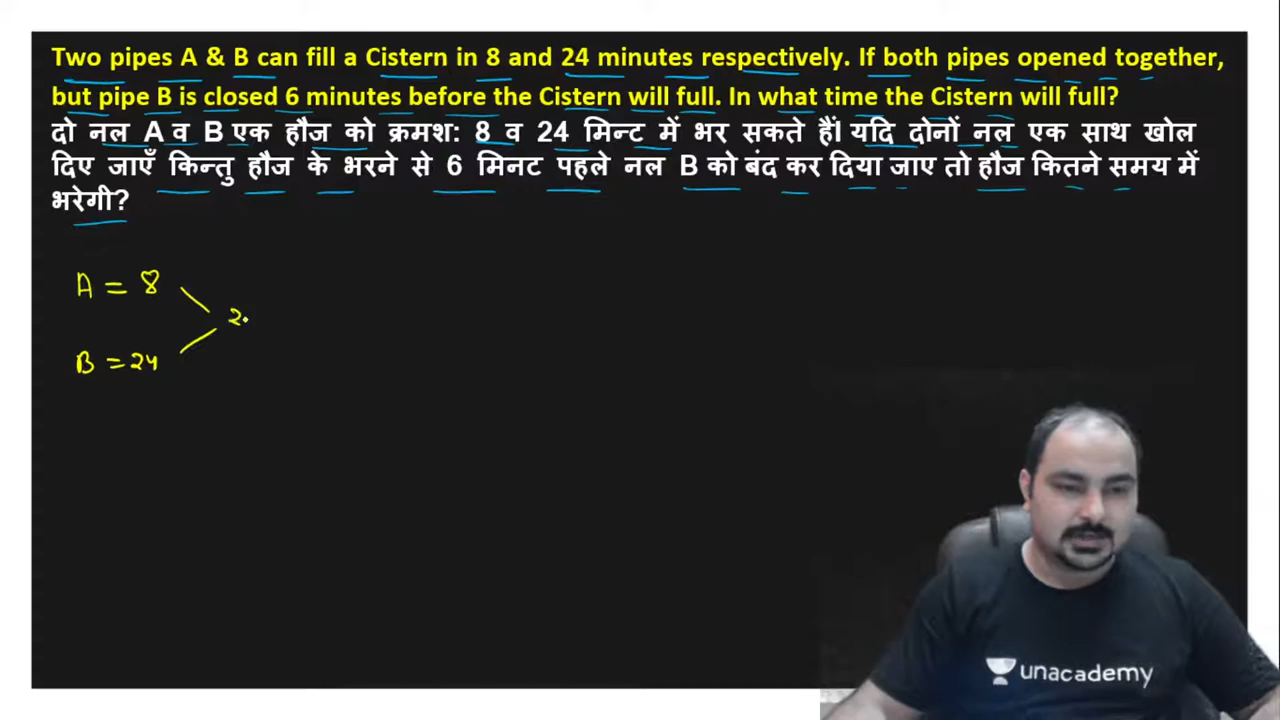 Two pipes A & B can fill a Cistern in 8 and 24 minutes respectively. If both pipes opened together,
but pipe B is closed 6 minutes before the Cistern will full. In what time the Cistern will full?
दो नल A व B एक हौज को क्रमश: 8 व 24 मिन्ट में भर सकते हैं। यदि दोनों नल एक साथ खोल
दिए जाएँ किन्तु हौज के भरने से 6 मिनट पहले नल B को बंद कर दिया जाए तो हौज कितने समय में
भरेगी?
A = 8
2
B = 24
unacademy